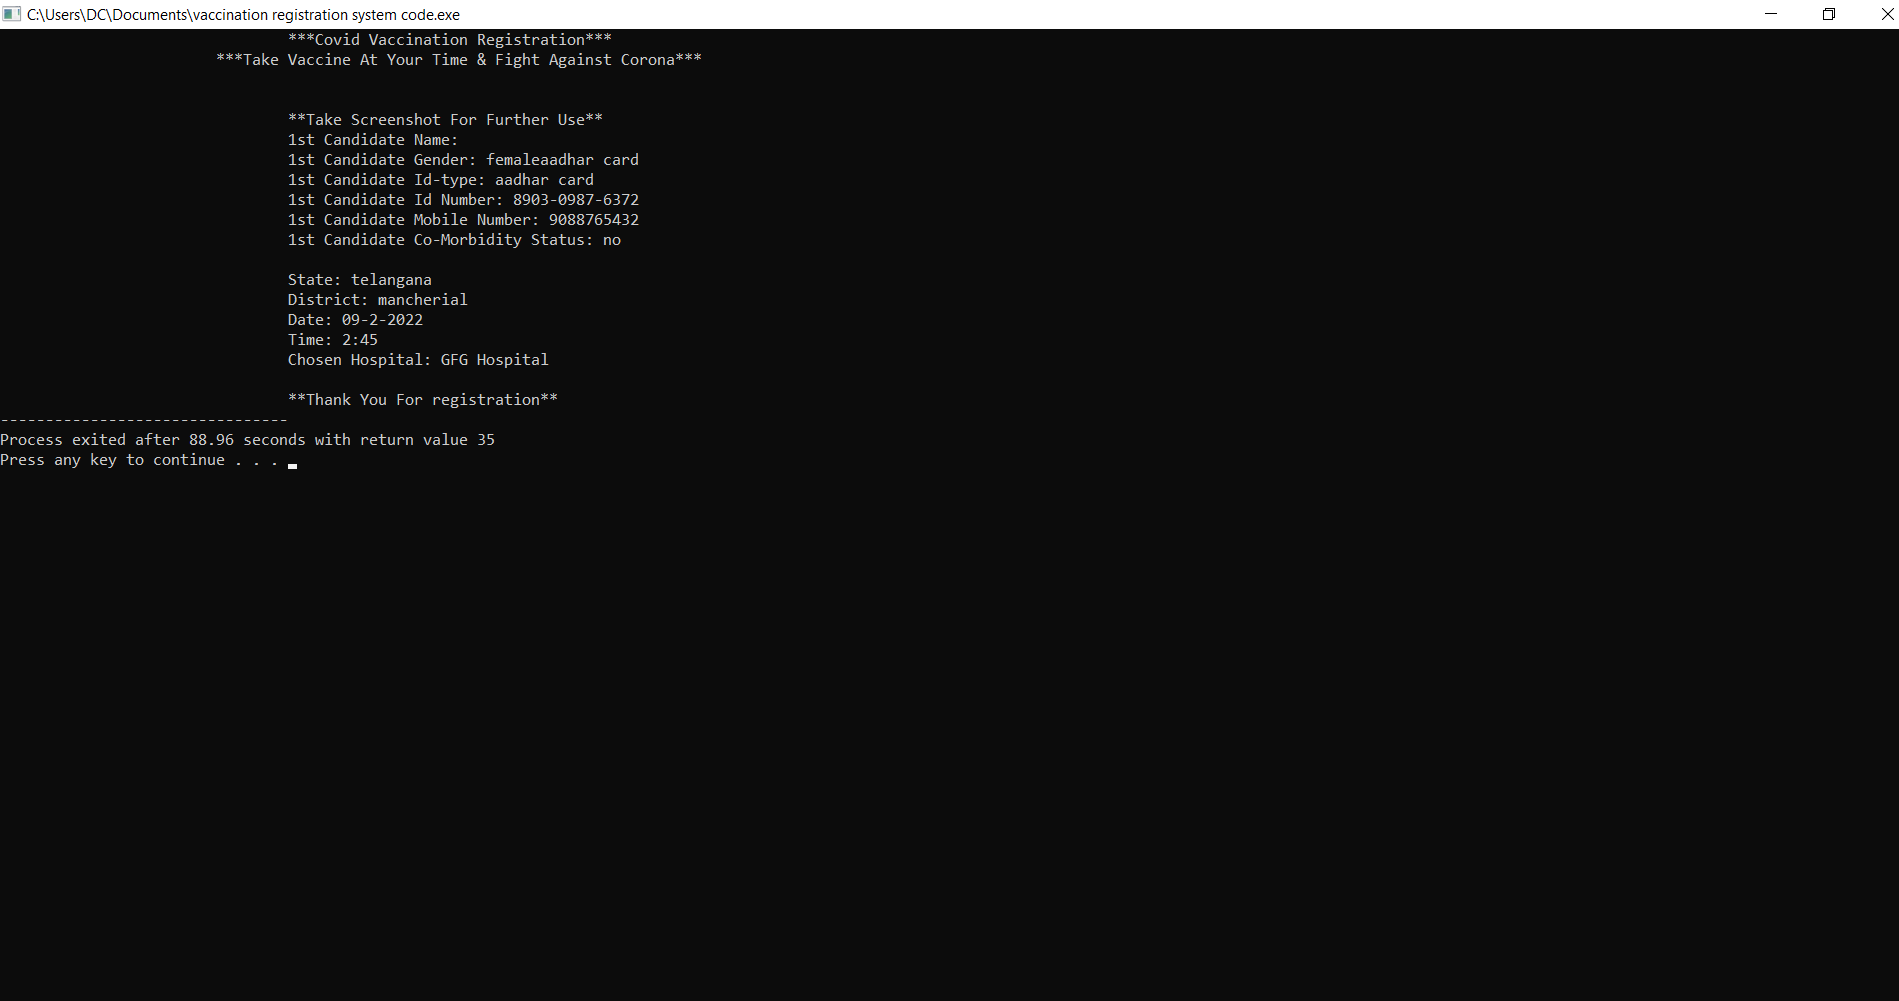 C:\Users\DC\Documents\vaccination registration system code.exe
***Covid Vaccination Registration***
***Take Vaccine At Your Time & Fight Against Corona***
**Take Screenshot For Further Use**
1st Candidate Name:
1st Candidate Gender: femaleaadhar card
1st Candidate Id-type: aadhar card
1st Candidate Id Number: 8903-0987-6372
1st Candidate Mobile Number: 9088765432
1st Candidate Co-Morbidity Status: no
State: telangana
District: mancherial
Date: 09-2-2022
Time: 2:45
Chosen Hospital: GFG Hospital
**Thank You For registration**
--------------------------------
Process exited after 88.96 seconds with return value 35
Press any key to continue . . .